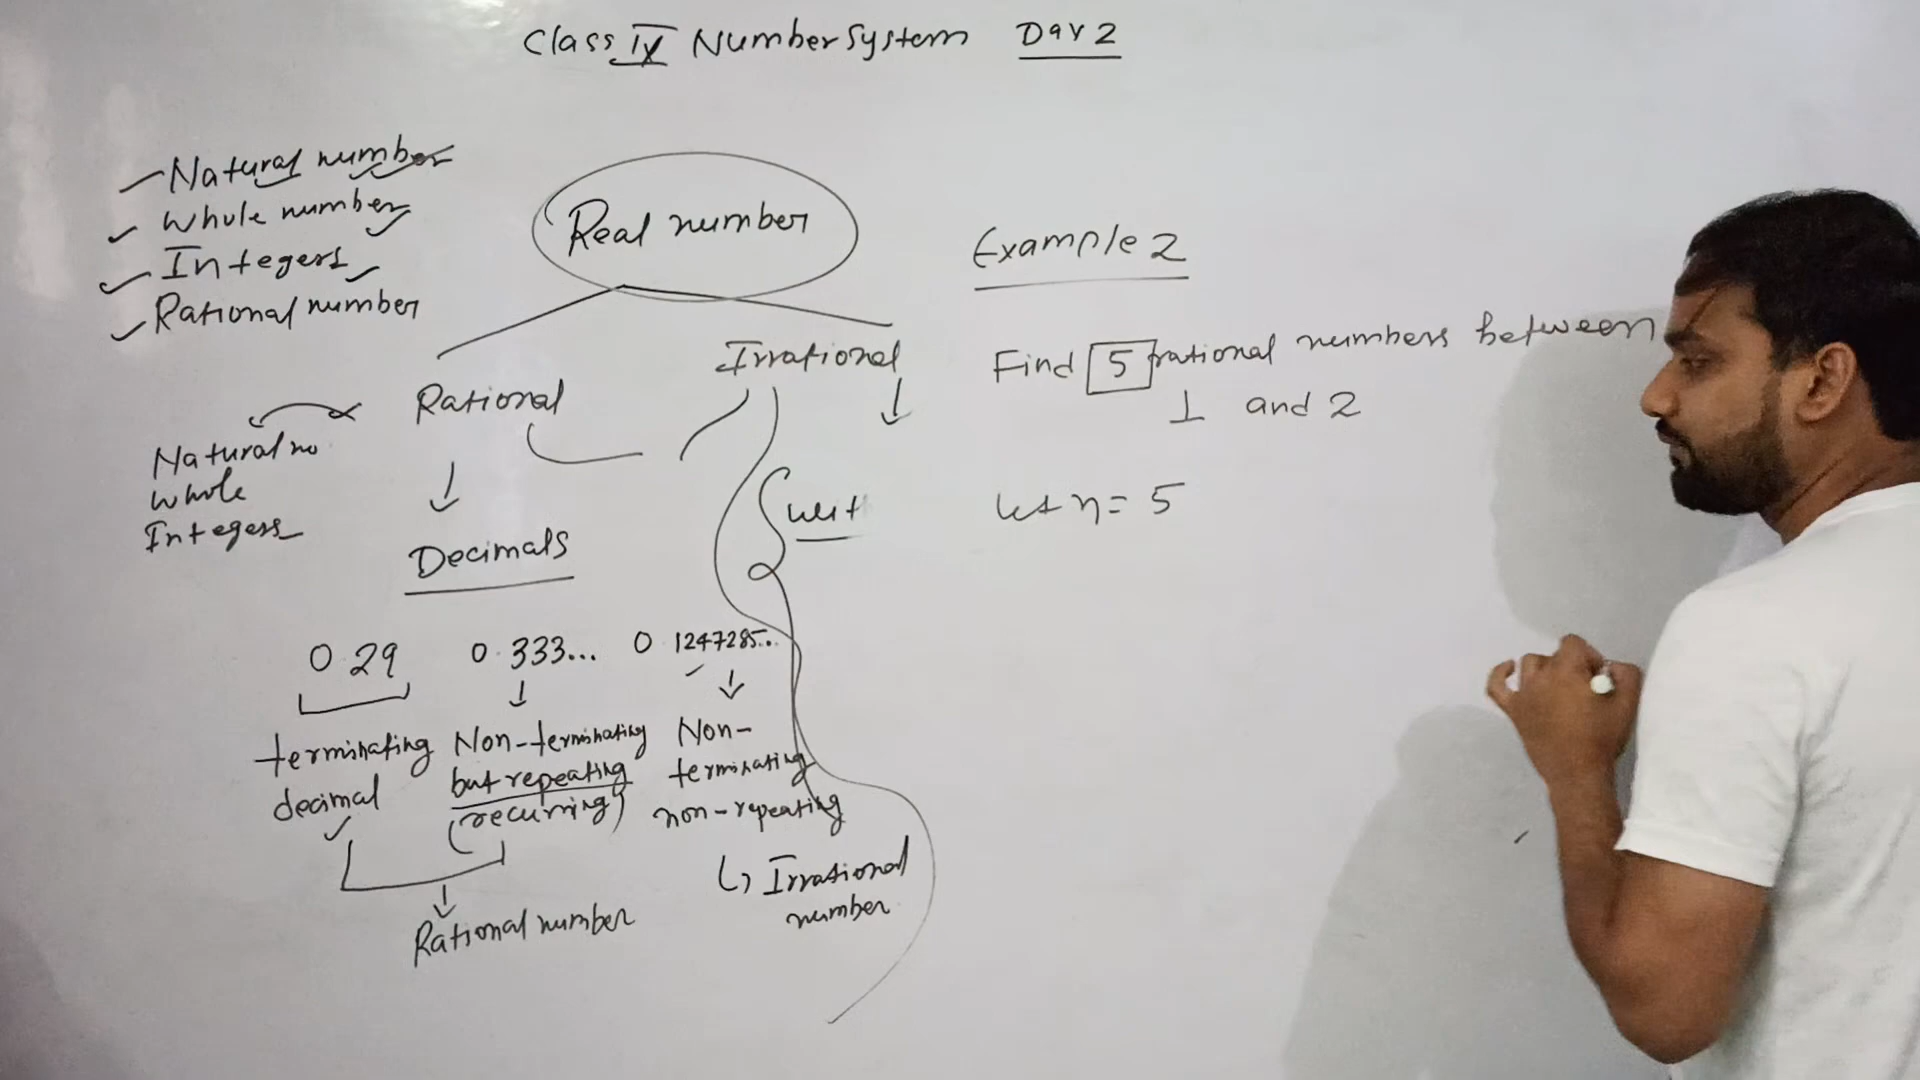 Class IX Number System Day 2
Natural number
Whole number
Integers
Rational number
Real number
Rational
Irrational
Natural no
Whole
Integers
Decimals
0.29
0.333...
0.1247285...
terminating
decimal
Non-terminating
but repeating
(recurring)
Non-
terminating
non-repeating
Rational number
Irrational
number
Example 2
Find 5 rational numbers between
1 and 2
let n = 5